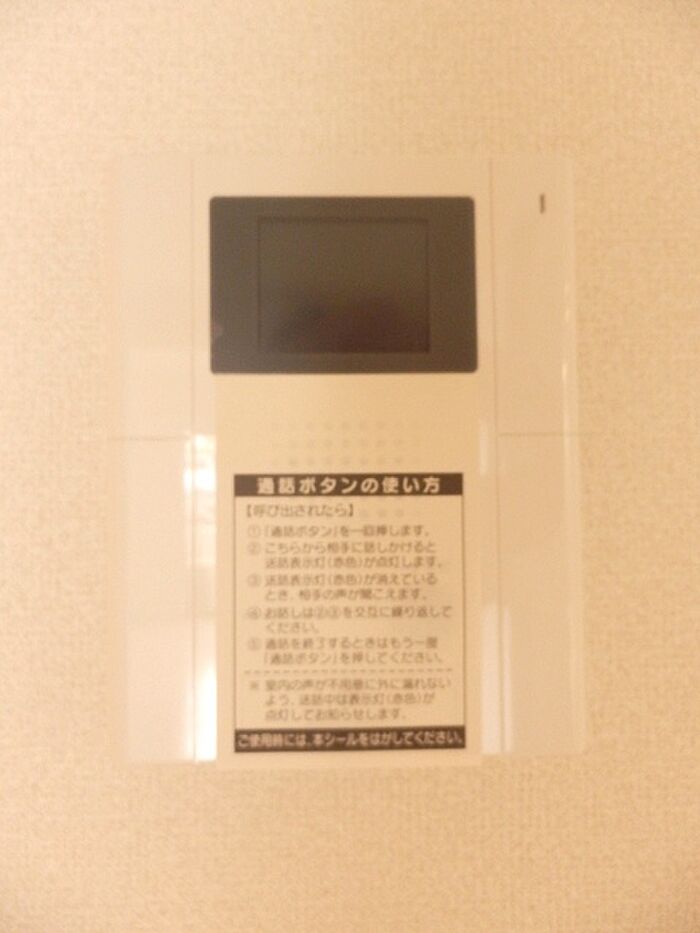 通話ボタンの使い方
【呼び出されたら】
①「通話ボタン」を一回押します。
②こちらから相手に話しかけると
送話表示灯(赤色)が点灯します。
③送話表示灯(赤色)が消えている
とき、相手の声が聞こえます。
④お話しは②③を交互に繰り返して
ください。
⑤通話を終了するときはもう一度
「通話ボタン」を押してください。
※室内の声が不用意に外に漏れない
よう、送話中は表示灯(赤色)が
点灯してお知らせします。
ご使用時には、本シールをはがしてください。